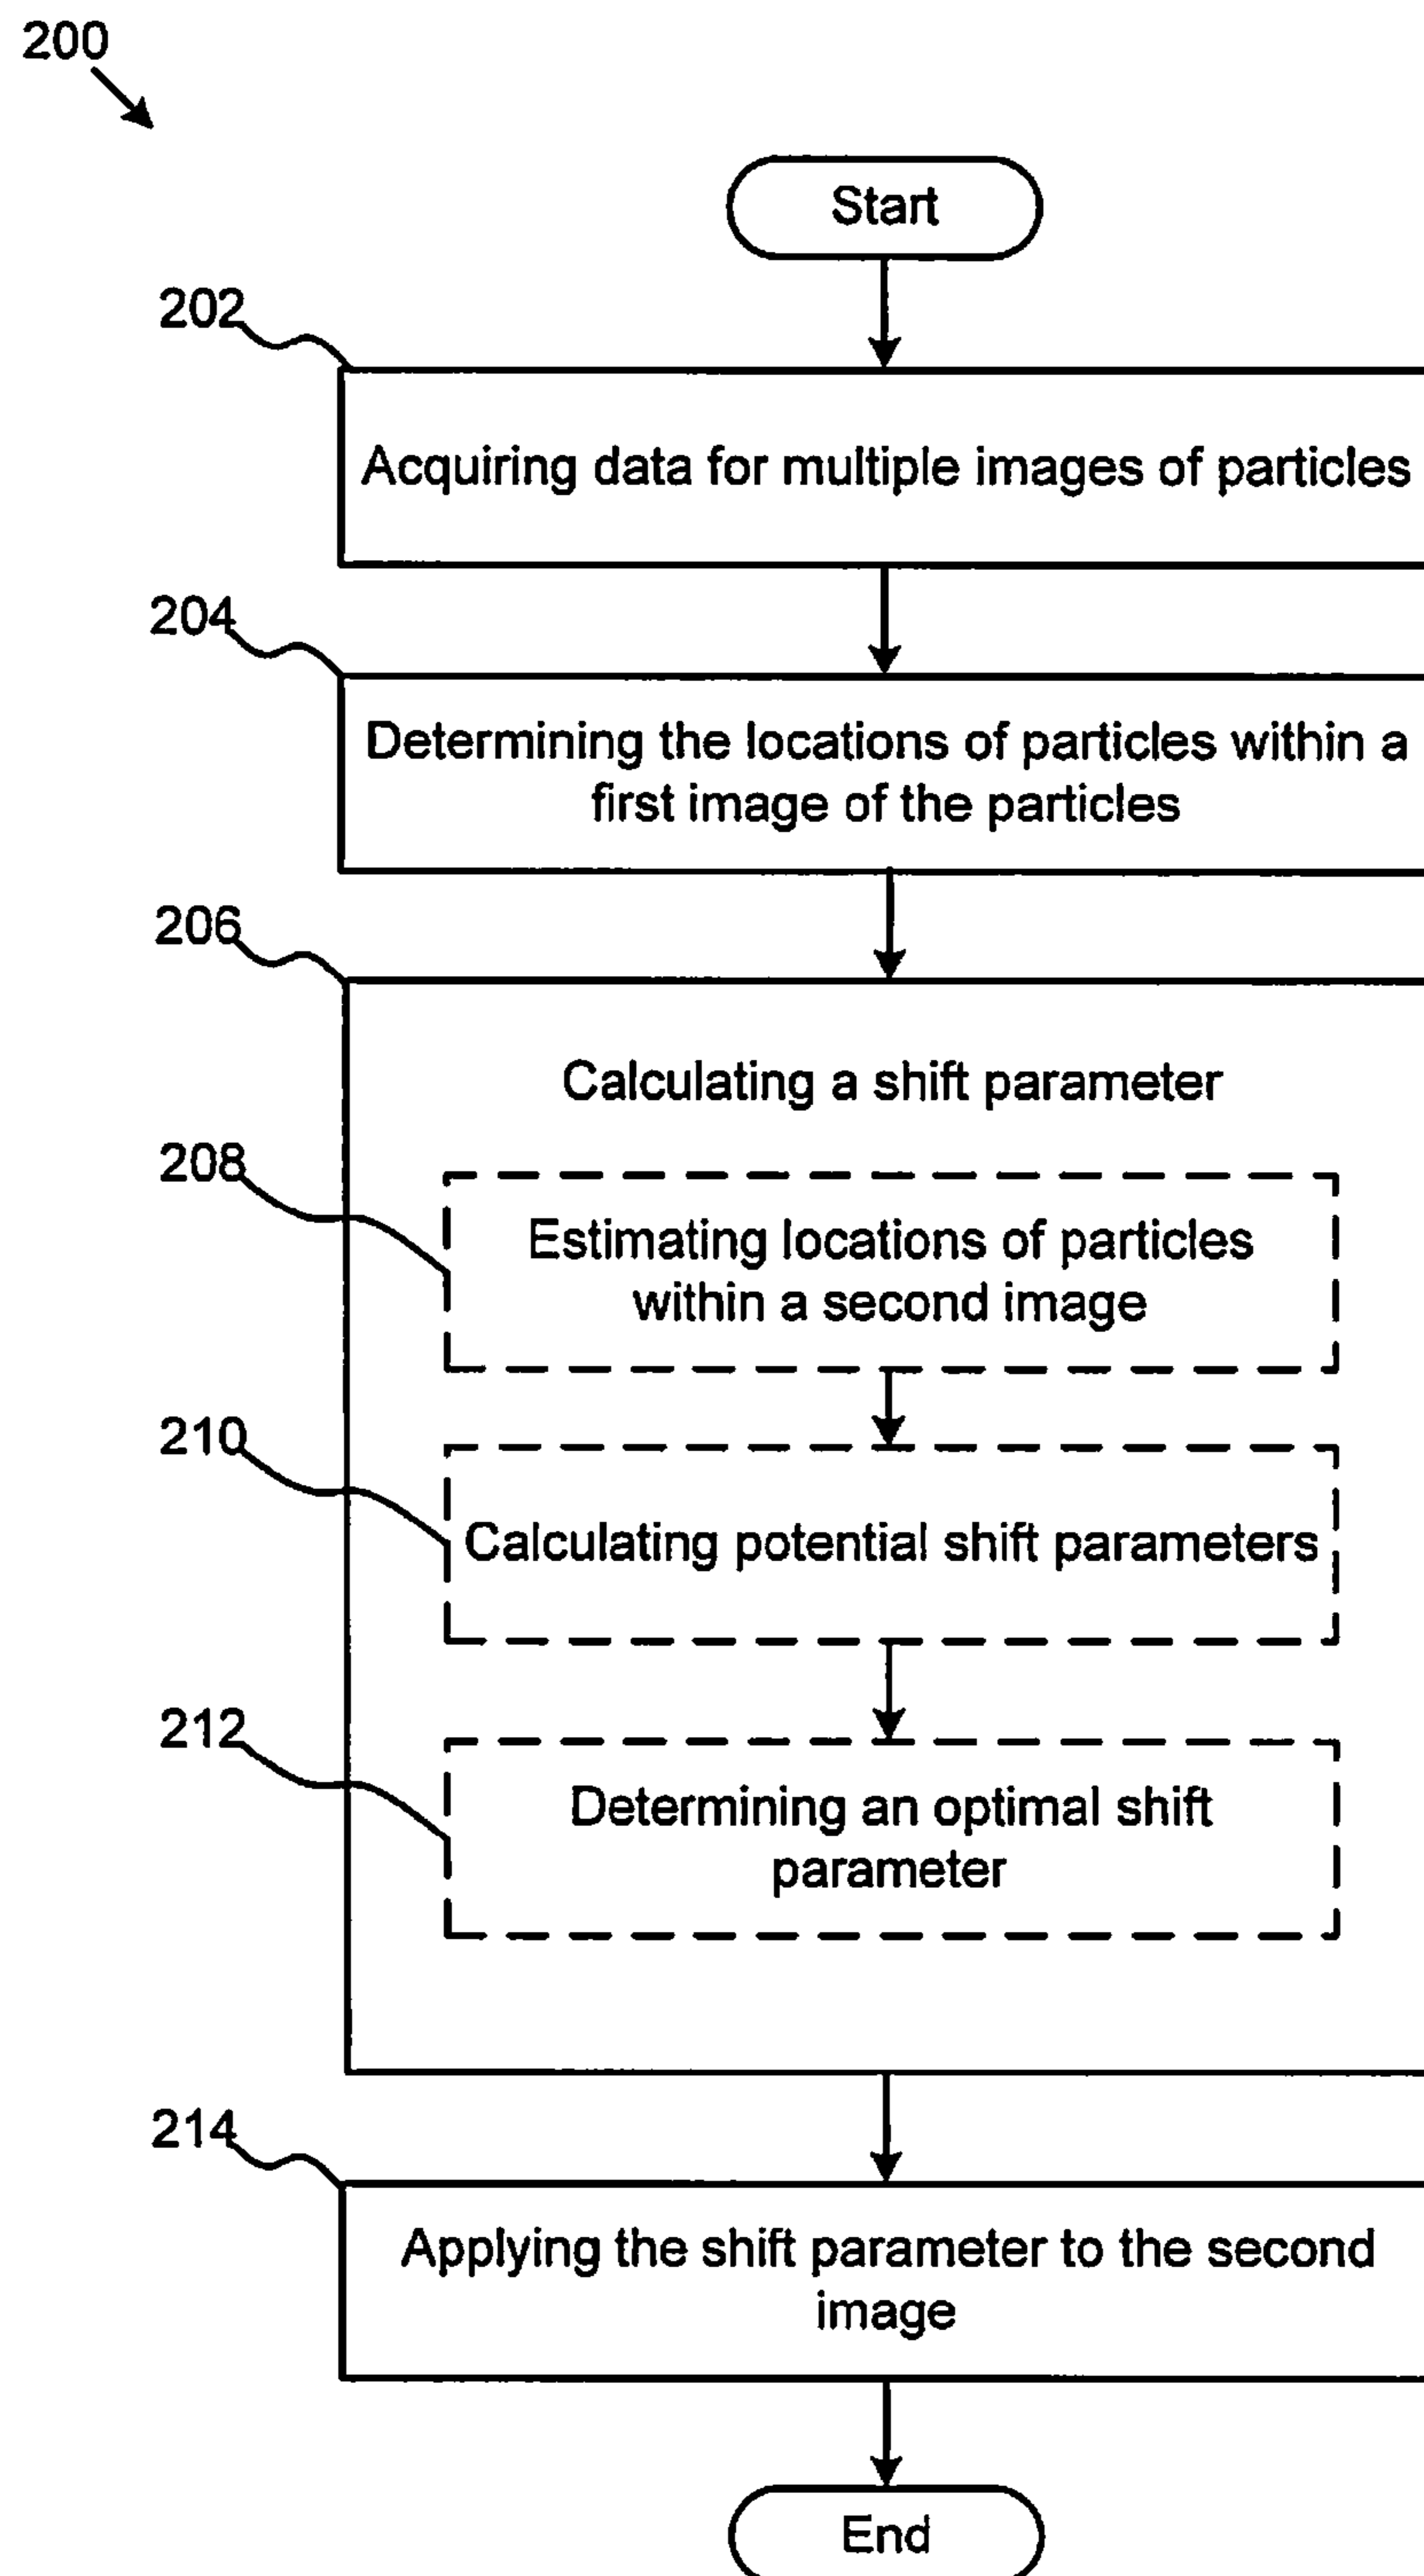 200
Start
202
Acquiring data for multiple images of particles
204
Determining the locations of particles within a
first image of the particles
206
Calculating a shift parameter
208
Estimating locations of particles
within a second image
210
Calculating potential shift parameters
212
Determining an optimal shift
parameter
214
Applying the shift parameter to the second
image
End